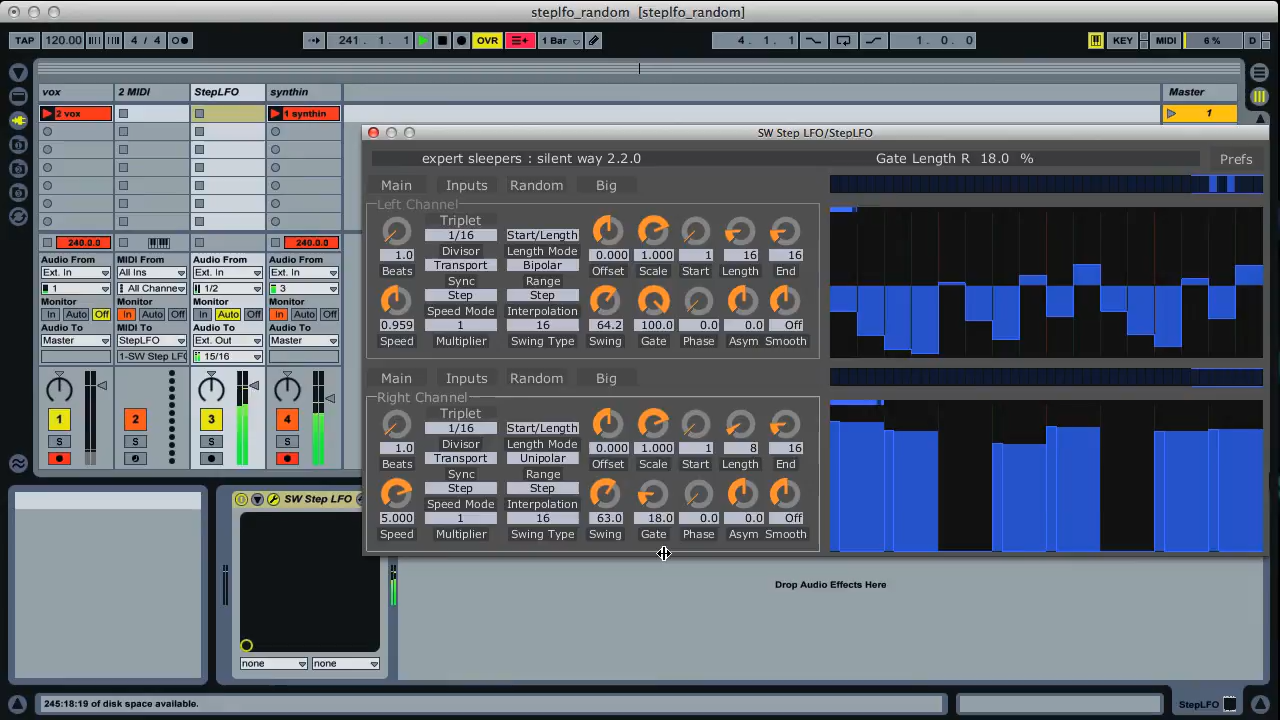 steplfo_random [steplfo_random]
TAP 120.00 4 / 4 241. 1. 1 OVR 1 Bar 4. 1. 1 1. 0. 0 KEY MIDI 6 % D
vox 2 MIDI StepLFO synthin Master
2 vox 1 synthin 1
SW Step LFO/StepLFO
expert sleepers : silent way 2.2.0 Gate Length R 18.0 % Prefs
Main Inputs Random Big
Left Channel
Triplet
1/16 Start/Length
Divisor Length Mode
1.0 Transport Bipolar 0.000 1.000 1 16 16
Beats Sync Range Offset Scale Start Length End
Step Step
Speed Mode Interpolation
0.959 1 16 64.2 100.0 0.0 0.0 Off
Speed Multiplier Swing Type Swing Gate Phase Asym Smooth
Main Inputs Random Big
Right Channel
Triplet
1/16 Start/Length
Divisor Length Mode
1.0 Transport Unipolar 0.000 1.000 1 8 16
Beats Sync Range Offset Scale Start Length End
Step Step
Speed Mode Interpolation
5.000 1 16 63.0 18.0 0.0 0.0 Off
Speed Multiplier Swing Type Swing Gate Phase Asym Smooth
240.0.0 240.0.0
Audio From MIDI From Audio From Audio From
Ext. In All Ins Ext. In Ext. In
1 All Channe 1/2 3
Monitor Monitor Monitor Monitor
In Auto Off In Auto Off In Auto Off In Auto Off
Audio To MIDI To Audio To Audio To
Master StepLFO Ext. Out Master
1-SW Step LFO 15/16
1 2 3 4
S S S S
SW Step LFO
none none
Drop Audio Effects Here
245:18:19 of disk space available.
StepLFO